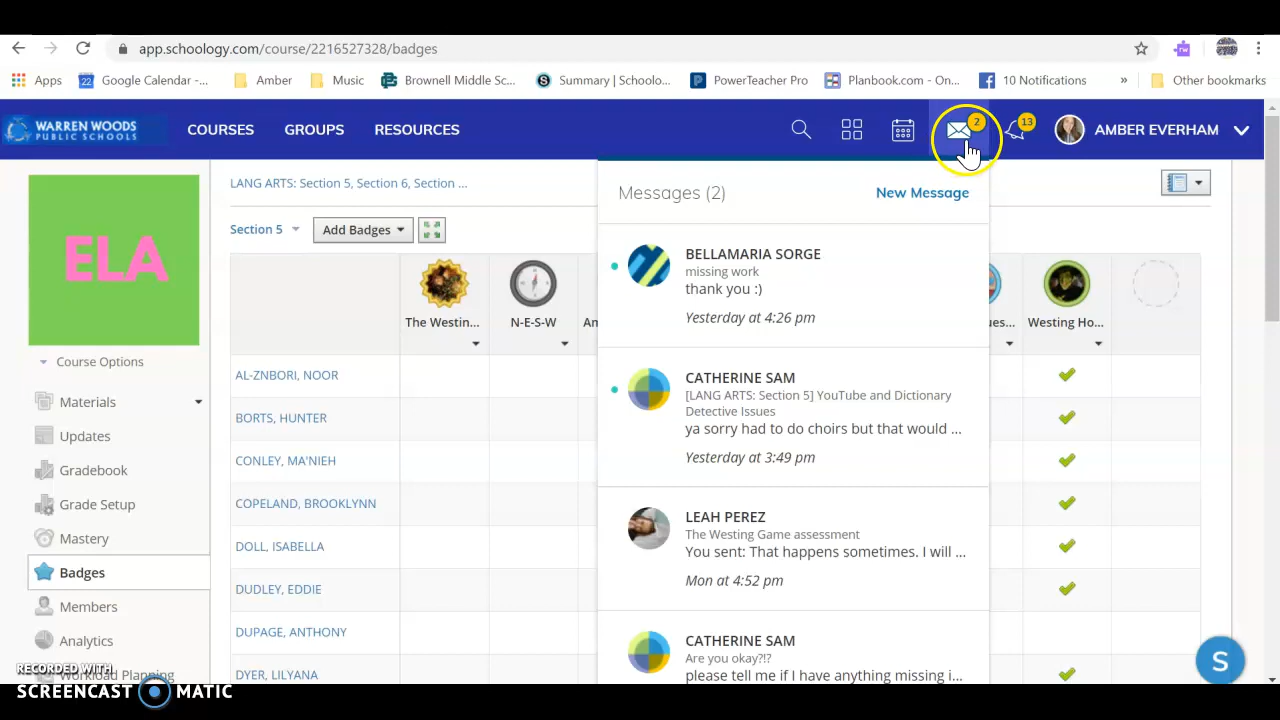 app.schoology.com/course/2216527328/badges
Apps
22
Google Calendar -...
Amber
Music
Brownell Middle Sc...
S
Summary | Schoolo...
P
PowerTeacher Pro
Planbook.com - On...
10 Notifications
»
Other bookmarks
WARREN WOODS
PUBLIC SCHOOLS
COURSES
GROUPS
RESOURCES
2
13
AMBER EVERHAM
ELA
Course Options
Materials
Updates
Gradebook
Grade Setup
Mastery
Badges
Members
Analytics
Workload Planning
LANG ARTS: Section 5, Section 6, Section ...
Section 5
Add Badges
The Westin...
N-E-S-W
An
ues...
Westing Ho...
AL-ZNBORI, NOOR
BORTS, HUNTER
CONLEY, MA'NIEH
COPELAND, BROOKLYNN
DOLL, ISABELLA
DUDLEY, EDDIE
DUPAGE, ANTHONY
DYER, LILYANA
Messages (2)
New Message
BELLAMARIA SORGE
missing work
thank you :)
Yesterday at 4:26 pm
CATHERINE SAM
[LANG ARTS: Section 5] YouTube and Dictionary
Detective Issues
ya sorry had to do choirs but that would ...
Yesterday at 3:49 pm
LEAH PEREZ
The Westing Game assessment
You sent: That happens sometimes. I will ...
Mon at 4:52 pm
CATHERINE SAM
Are you okay?!?
please tell me if I have anything missing i...
S
RECORDED WITH
SCREENCAST MATIC